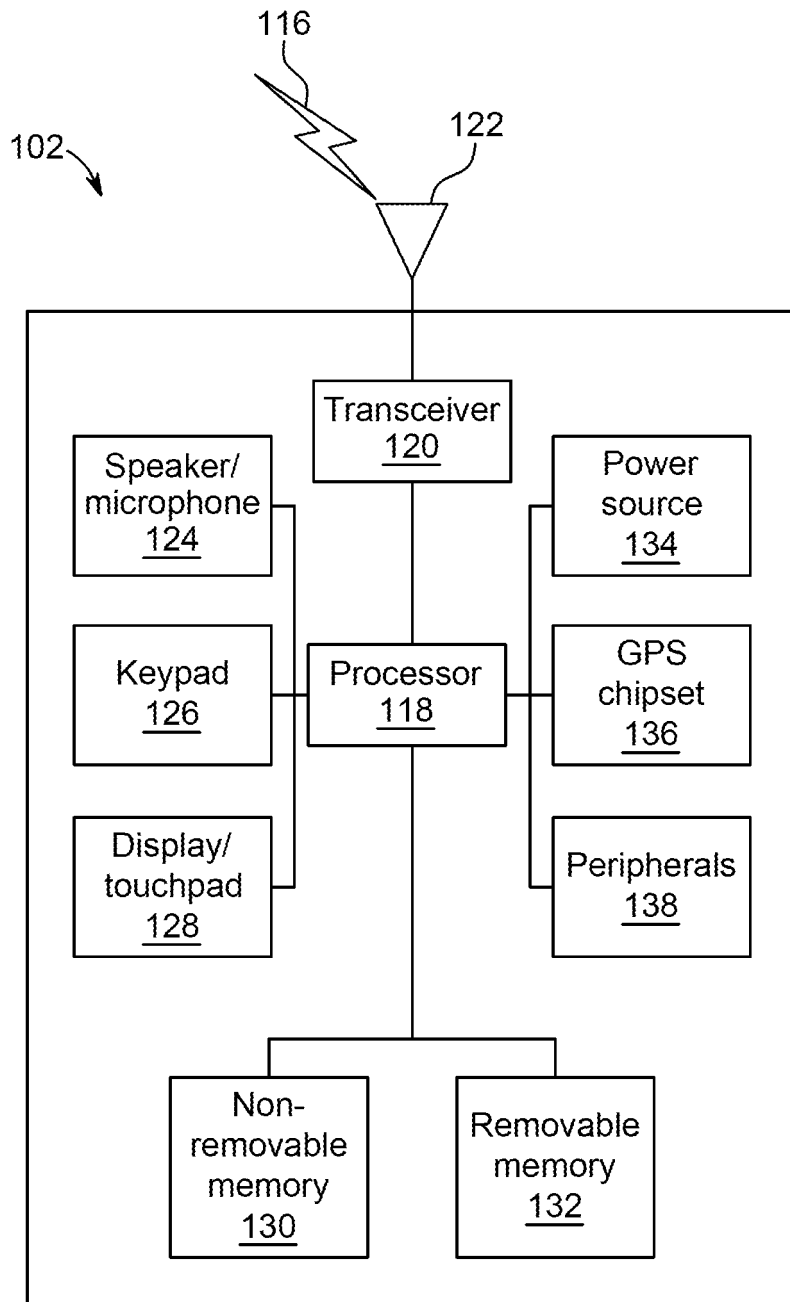 116
122
102
Transceiver
120
Speaker/
microphone
124
Power
source
134
Keypad
126
Processor
118
GPS
chipset
136
Display/
touchpad
128
Peripherals
138
Non-
removable
memory
130
Removable
memory
132